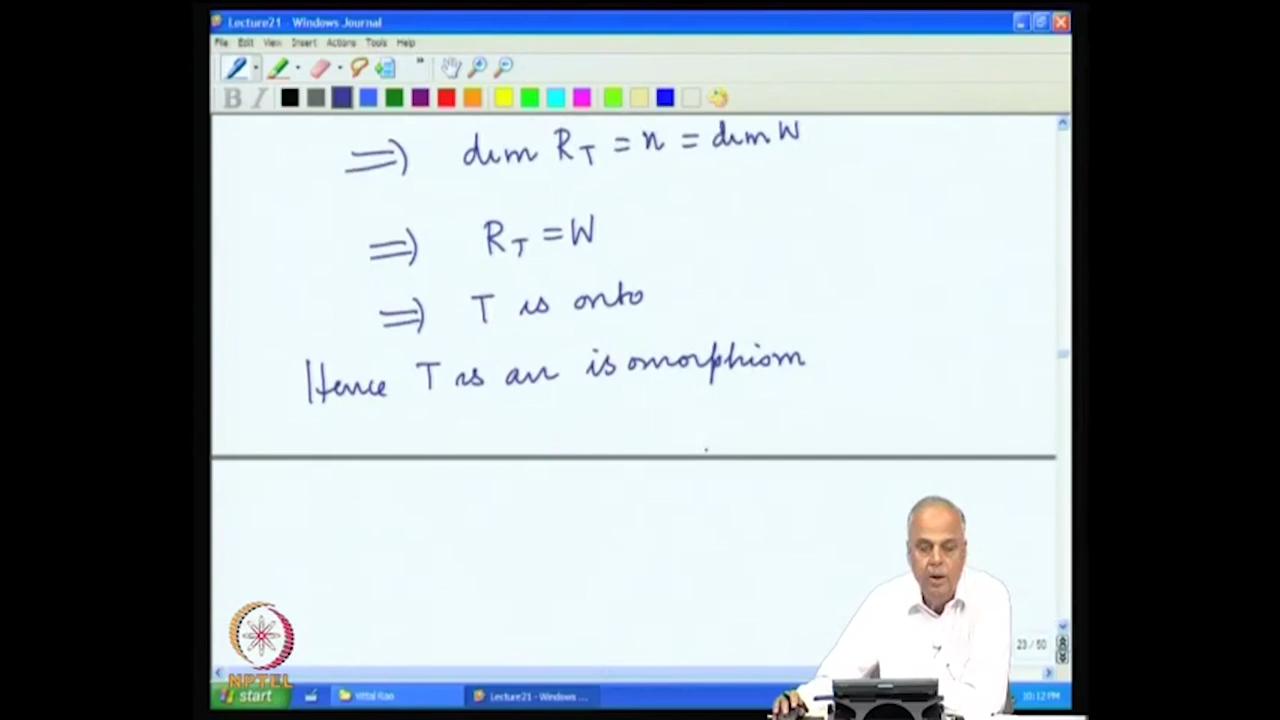 Lecture21 - Windows Journal
File Edit View Insert Actions Tools Help
B I
⇒ dim R_T = n = dim W
⇒ R_T = W
⇒ T is onto
Hence T is an isomorphism
23 / 50
NPTEL
start Vittal Rao Lecture21 - Windows ... 10:12 PM